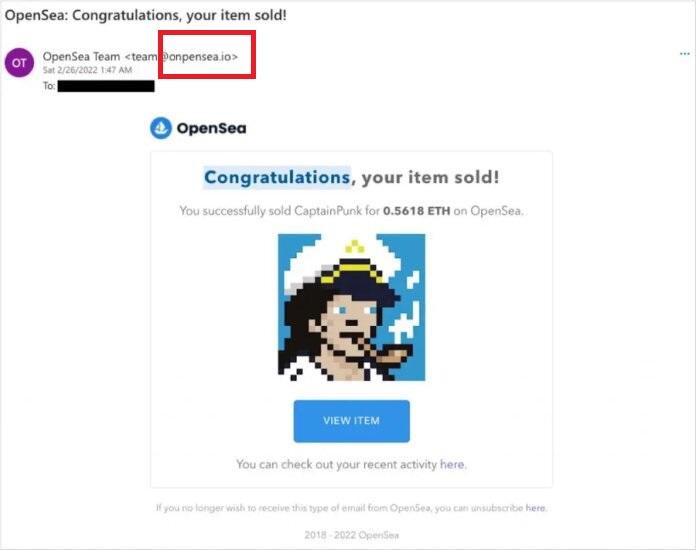 OpenSea: Congratulations, your item sold!
OT
OpenSea Team <team@onpensea.io>
Sat 2/26/2022 1:47 AM
To:
OpenSea
Congratulations, your item sold!
You successfully sold CaptainPunk for 0.5618 ETH on OpenSea.
VIEW ITEM
You can check out your recent activity here.
If you no longer wish to receive this type of email from OpenSea, you can unsubscribe here.
2018 - 2022 OpenSea